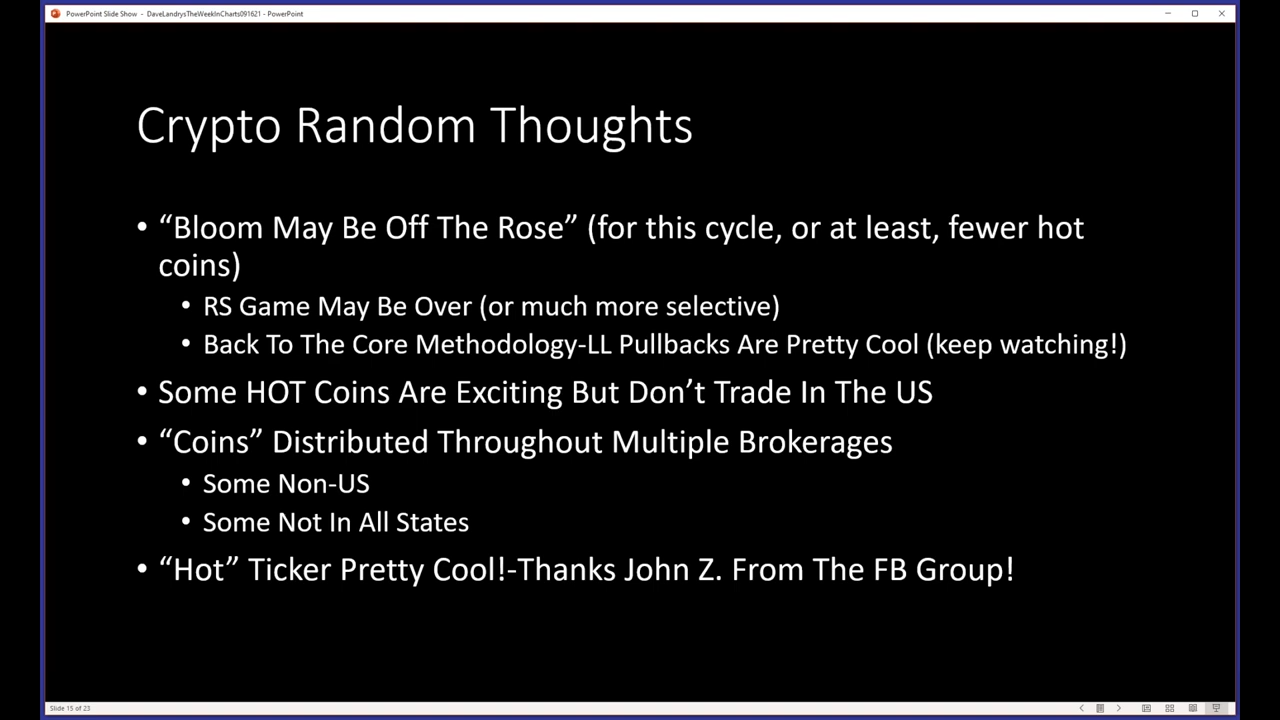 PowerPoint Slide Show - DaveLandrysTheWeekInCharts091621 - PowerPoint
Crypto Random Thoughts
• “Bloom May Be Off The Rose” (for this cycle, or at least, fewer hot
coins)
• RS Game May Be Over (or much more selective)
• Back To The Core Methodology-LL Pullbacks Are Pretty Cool (keep watching!)
• Some HOT Coins Are Exciting But Don’t Trade In The US
• “Coins” Distributed Throughout Multiple Brokerages
• Some Non-US
• Some Not In All States
• “Hot” Ticker Pretty Cool!-Thanks John Z. From The FB Group!
Slide 15 of 23